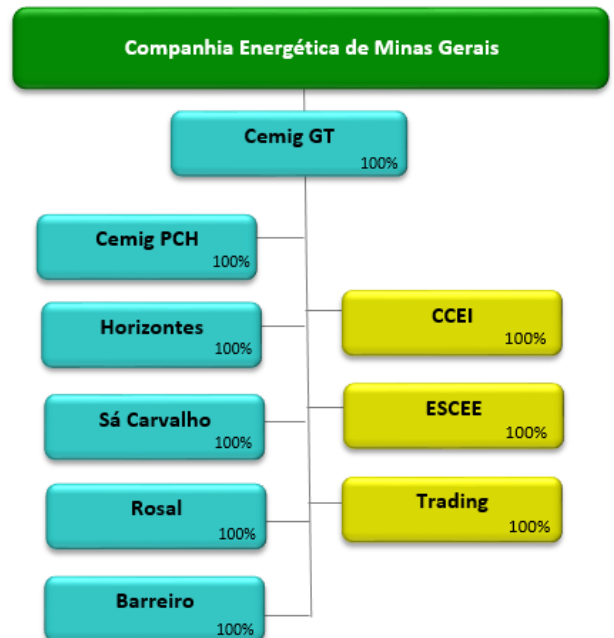 Companhia Energética de Minas Gerais
Cemig GT
100%
Cemig PCH
100%
Horizontes
100%
Sá Carvalho
100%
Rosal
100%
Barreiro
100%
CCEI
100%
ESCEE
100%
Trading
100%